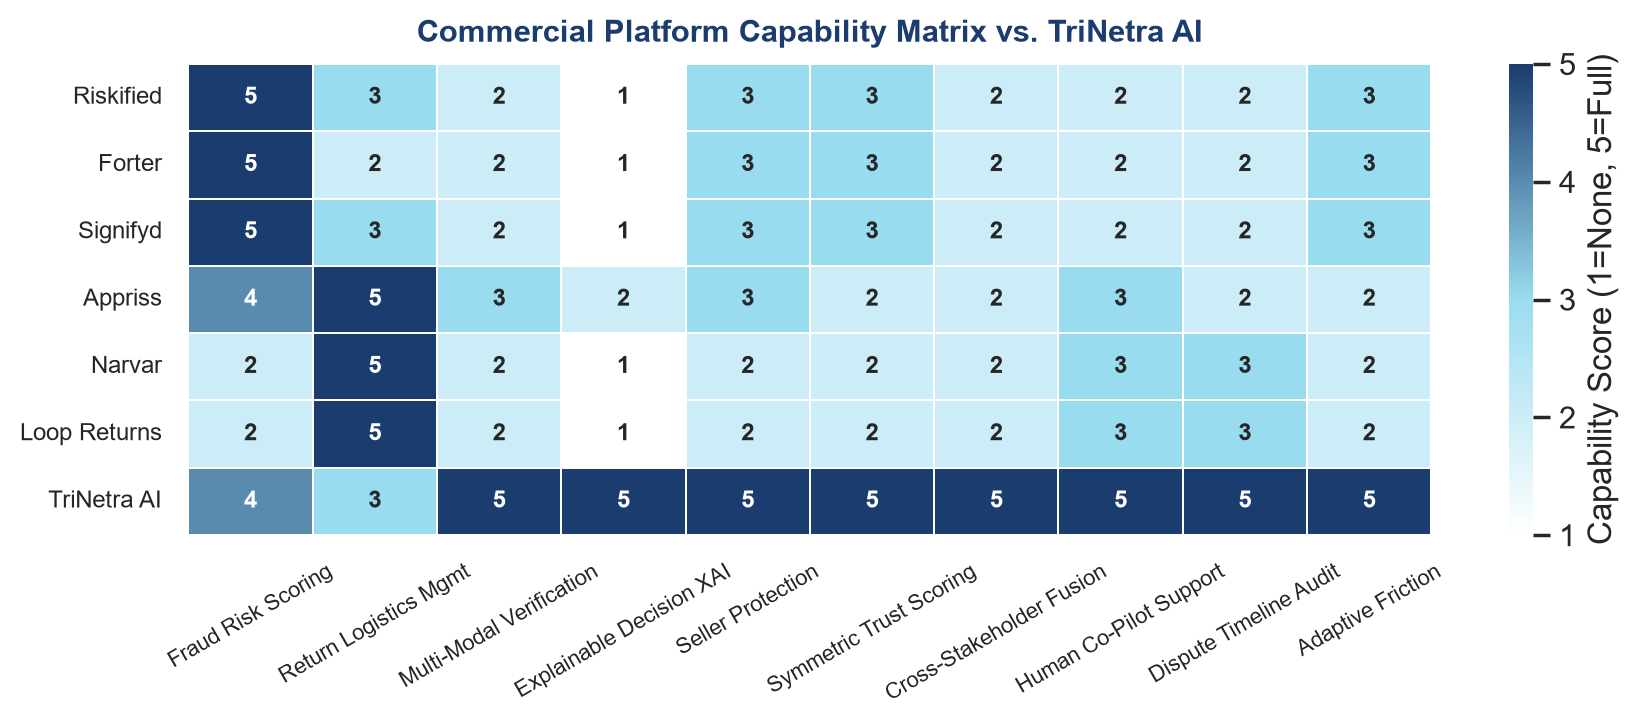 Commercial Platform Capability Matrix vs. TriNetra AI
Riskified 5 3 2 1 3 3 2 2 2 3
Forter 5 2 2 1 3 3 2 2 2 3
Signifyd 5 3 2 1 3 3 2 2 2 3
Appriss 4 5 3 2 3 2 2 3 2 2
Narvar 2 5 2 1 2 2 2 3 3 2
Loop Returns 2 5 2 1 2 2 2 3 3 2
TriNetra AI 4 3 5 5 5 5 5 5 5 5
Fraud Risk Scoring
Return Logistics Mgmt
Multi-Modal Verification
Explainable Decision XAI
Seller Protection
Symmetric Trust Scoring
Cross-Stakeholder Fusion
Human Co-Pilot Support
Dispute Timeline Audit
Adaptive Friction
5
4
3
2
1
Capability Score (1=None, 5=Full)